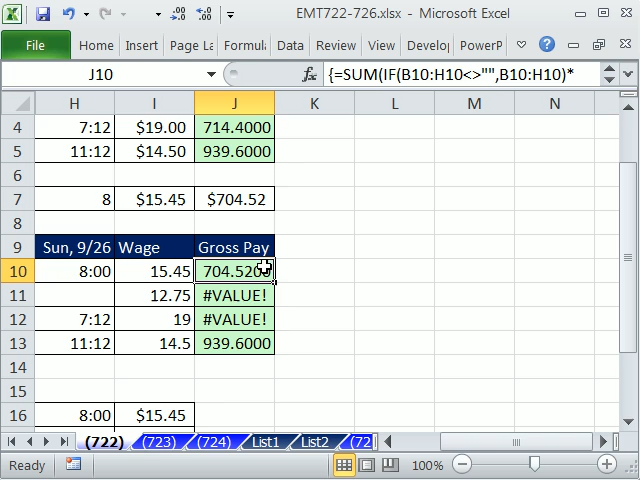 EMT722-726.xlsx - Microsoft Excel
File Home Insert Page La Formula Data Review View Develo PowerP
J10 fx {=SUM(IF(B10:H10<>"",B10:H10)*
H I J K L M N
4 7:12 $19.00 714.4000
5 11:12 $14.50 939.6000
6
7 8 $15.45 $704.52
8
9 Sun, 9/26 Wage Gross Pay
10 8:00 15.45 704.5200
11 12.75 #VALUE!
12 7:12 19 #VALUE!
13 11:12 14.5 939.6000
14
15
16 8:00 $15.45
(722) (723) (724) List1 List2 (72
Ready 100%